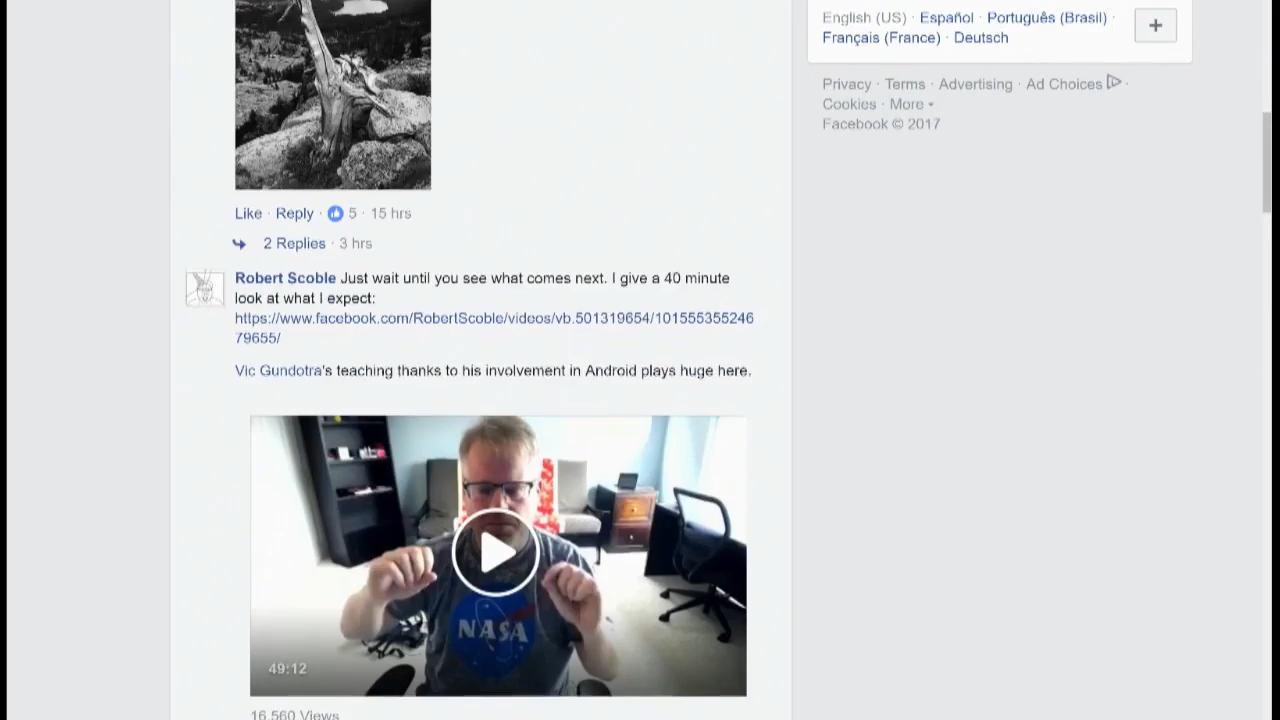 English (US) · Español · Português (Brasil) ·
Français (France) · Deutsch
+
Privacy · Terms · Advertising · Ad Choices ·
Cookies · More
Facebook © 2017
Like · Reply · 5 · 15 hrs
2 Replies · 3 hrs
Robert Scoble Just wait until you see what comes next. I give a 40 minute
look at what I expect:
https://www.facebook.com/RobertScoble/videos/vb.501319654/101555355246
79655/
Vic Gundotra's teaching thanks to his involvement in Android plays huge here.
NASA
49:12
16,560 Views